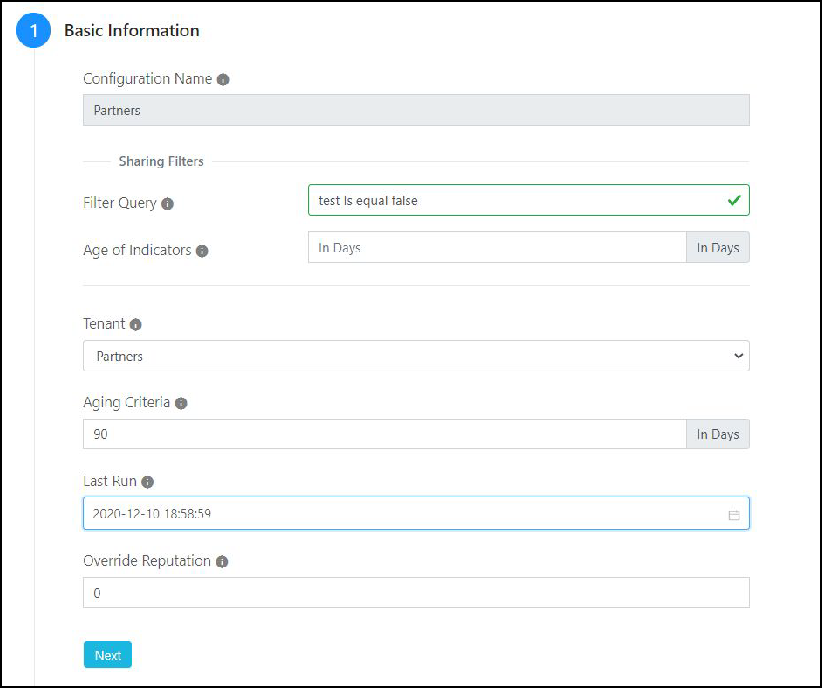 1 Basic Information
Configuration Name
Partners
Sharing Filters
Filter Query test is equal false
Age of Indicators In Days In Days
Tenant
Partners
Aging Criteria
90 In Days
Last Run
2020-12-10 18:58:59
Override Reputation
0
Next